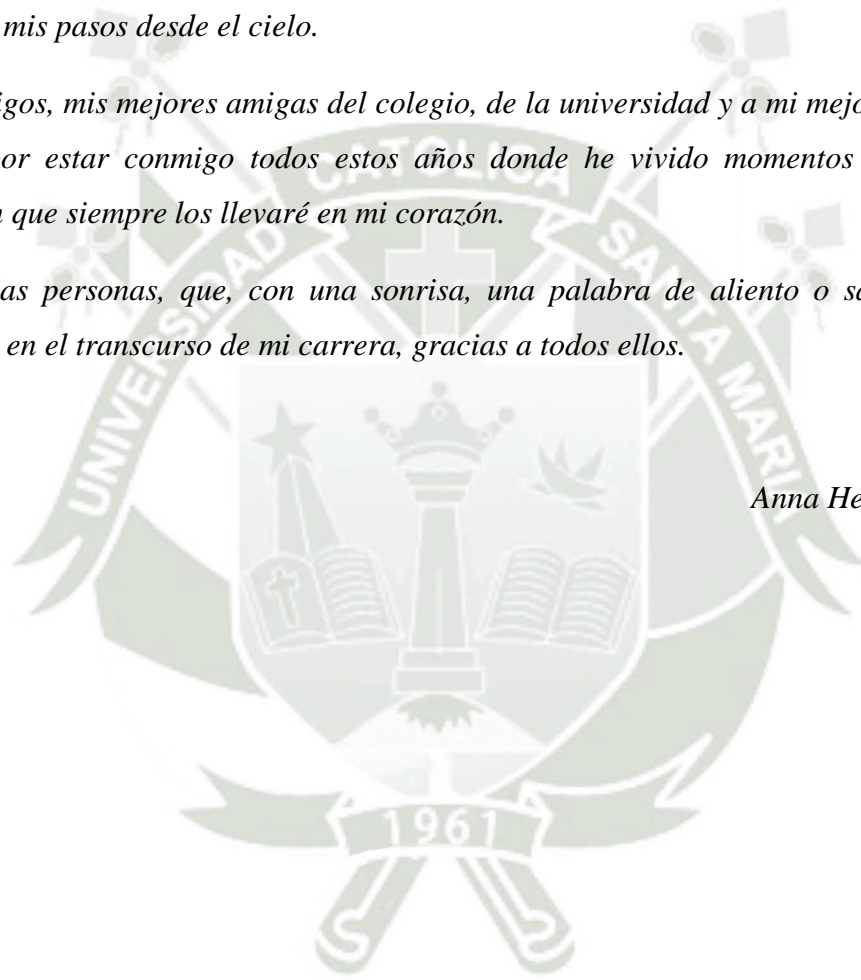 mis pasos desde el cielo.
igos, mis mejores amigas del colegio, de la universidad y a mi mejo
or estar conmigo todos estos años donde he vivido momentos
n que siempre los llevaré en mi corazón.
as personas, que, con una sonrisa, una palabra de aliento o sa
en el transcurso de mi carrera, gracias a todos ellos.
Anna He
UNIVERSIDAD CATOLICA SANTA MARIA
1961